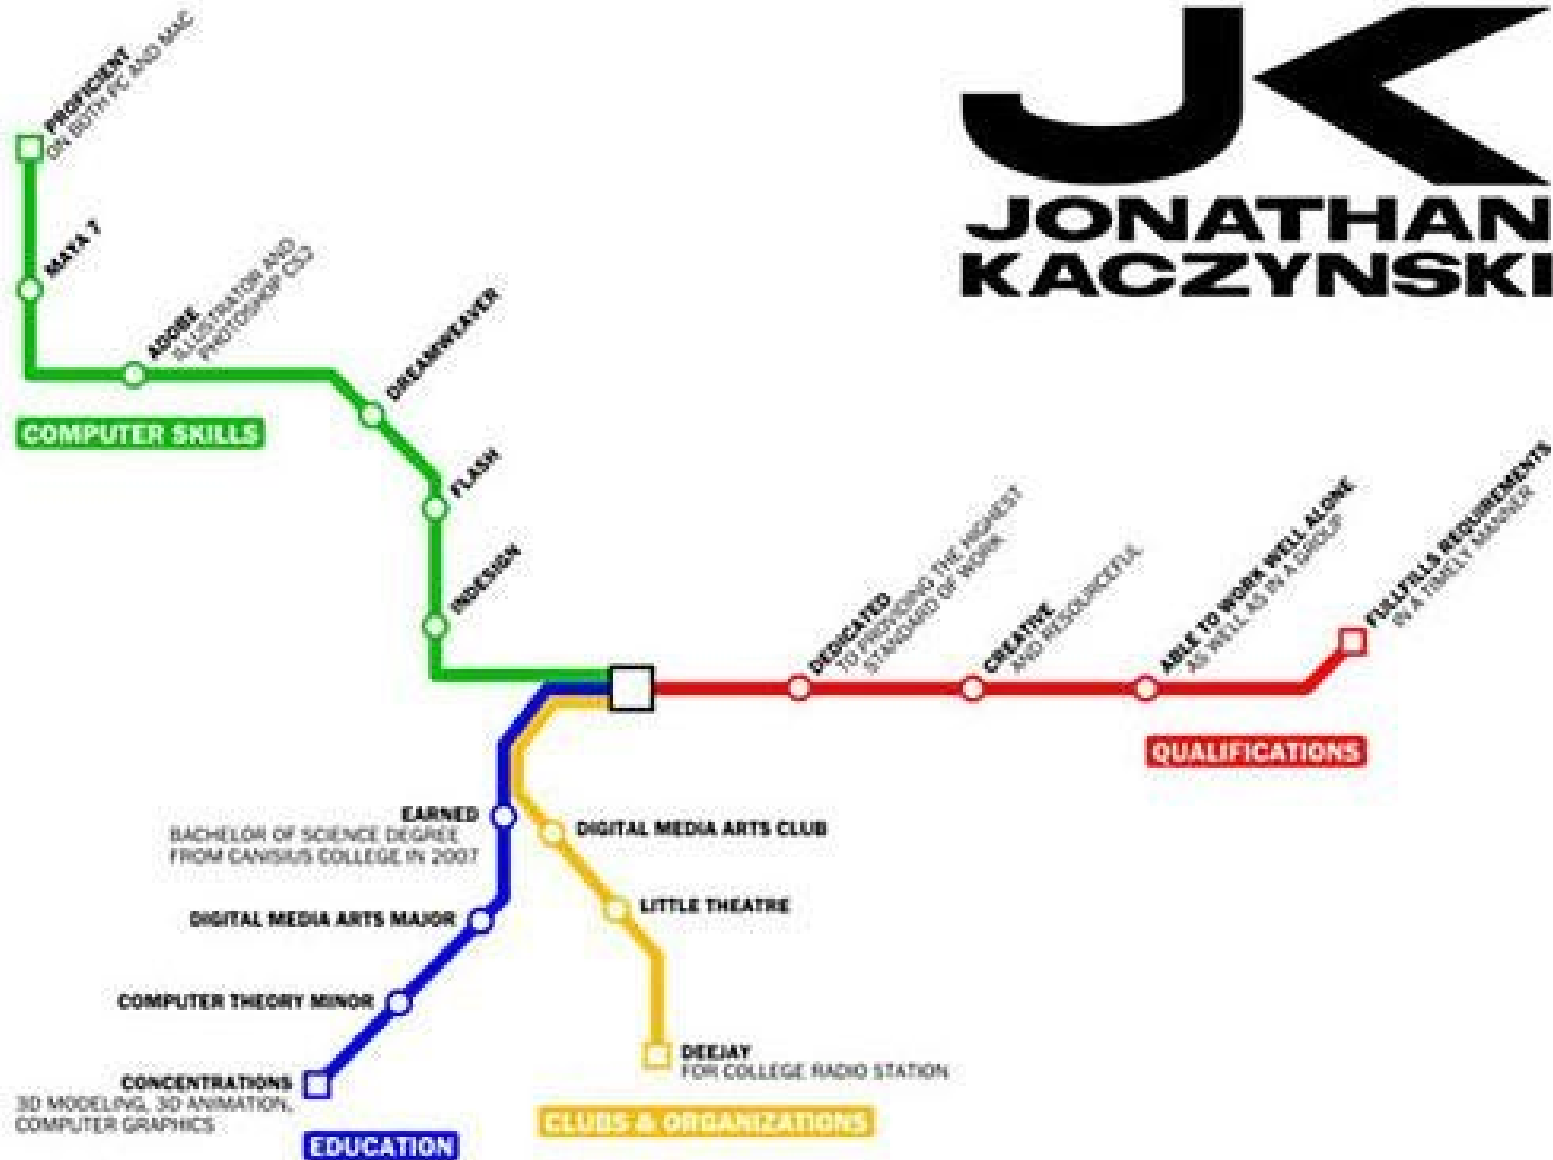 JK
JONATHAN
KACZYNSKI
PROFICIENT
ON BOTH PC AND MAC
MAYA 7
ADOBE
ILLUSTRATOR AND
PHOTOSHOP CS2
DREAMWEAVER
FLASH
INDESIGN
COMPUTER SKILLS
DEDICATED
TO PROVIDING THE HIGHEST
STANDARD OF WORK
CREATIVE
AND RESOURCEFUL
ABLE TO WORK WELL ALONE
AS WELL AS IN A GROUP
FULLFILLS REQUIREMENTS
IN A TIMELY MANNER
QUALIFICATIONS
EARNED
BACHELOR OF SCIENCE DEGREE
FROM CANISIUS COLLEGE IN 2007
DIGITAL MEDIA ARTS MAJOR
COMPUTER THEORY MINOR
CONCENTRATIONS
3D MODELING, 3D ANIMATION,
COMPUTER GRAPHICS
EDUCATION
DIGITAL MEDIA ARTS CLUB
LITTLE THEATRE
DEEJAY
FOR COLLEGE RADIO STATION
CLUBS & ORGANIZATIONS